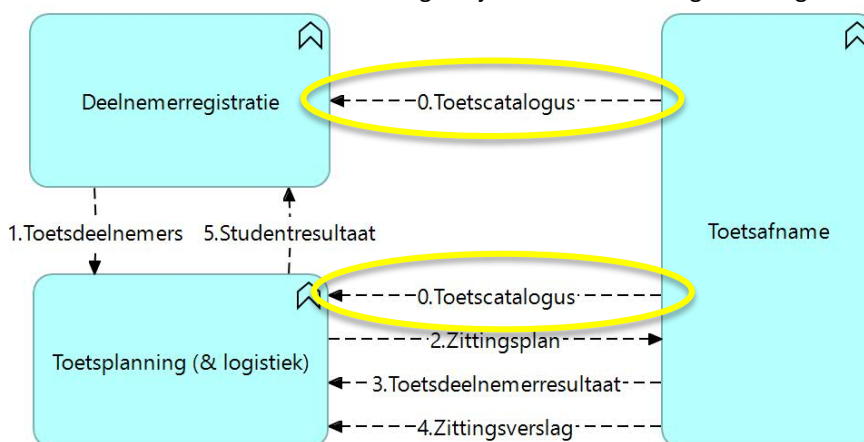 Deelnemerregistratie
0.Toetscatalogus
1.Toetsdeelnemers
5.Studentresultaat
Toetsafname
0.Toetscatalogus
2.Zittingsplan
Toetsplanning (& logistiek)
3.Toetsdeelnemerresultaat
4.Zittingsverslag